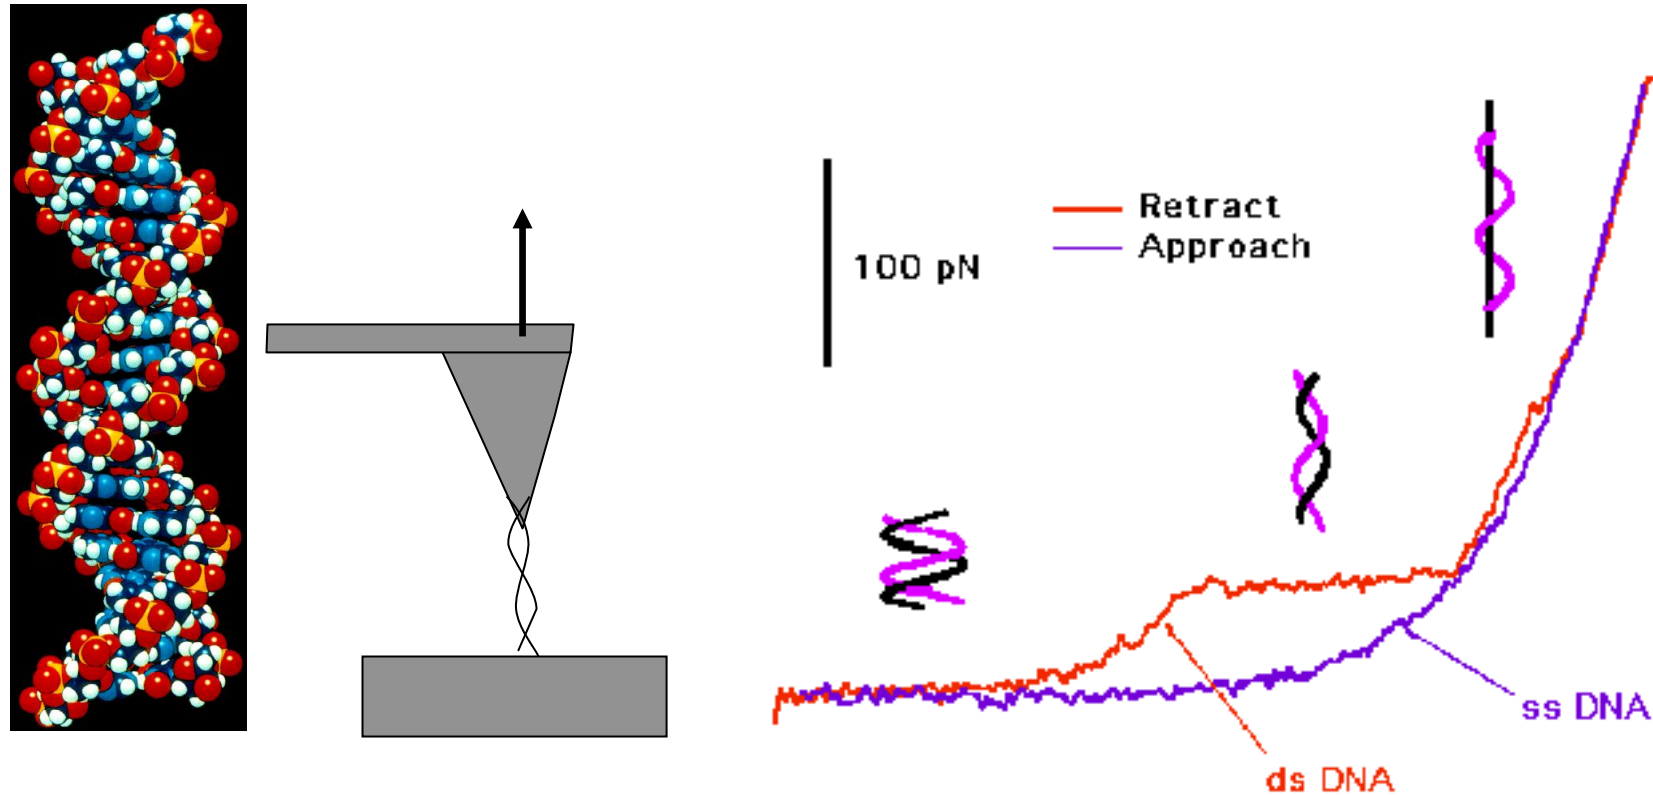 100 pN
Retract
Approach
ss DNA
ds DNA